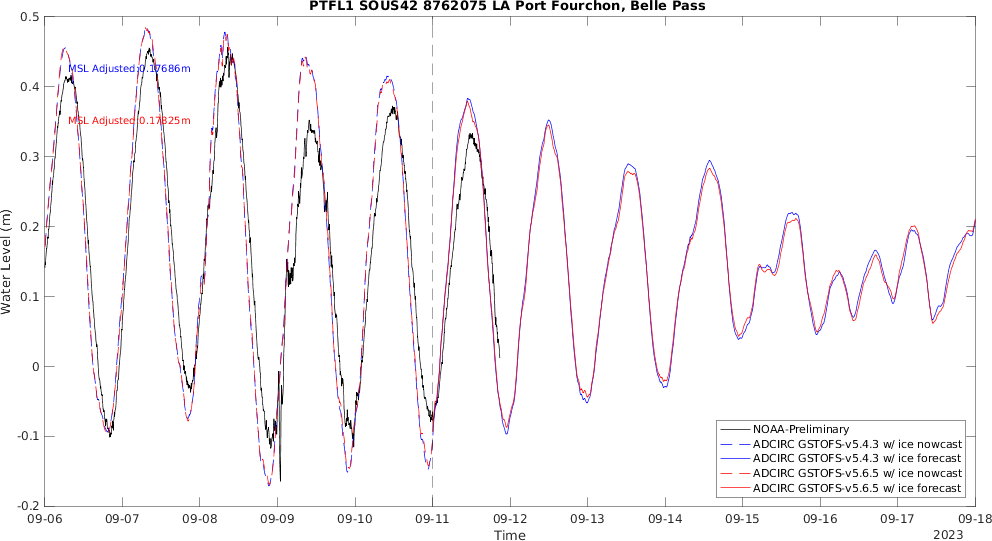 PTFL1 SOUS42 8762075 LA Port Fourchon, Belle Pass
0.5
0.4
0.3
0.2
0.1
0
-0.1
-0.2
Water Level (m)
MSL Adjusted:0.17686m
MSL Adjusted:0.17825m
NOAA-Preliminary
ADCIRC GSTOFS-v5.4.3 w/ ice nowcast
ADCIRC GSTOFS-v5.4.3 w/ ice forecast
ADCIRC GSTOFS-v5.6.5 w/ ice nowcast
ADCIRC GSTOFS-v5.6.5 w/ ice forecast
09-06 09-07 09-08 09-09 09-10 09-11 09-12 09-13 09-14 09-15 09-16 09-17 09-18
Time
2023